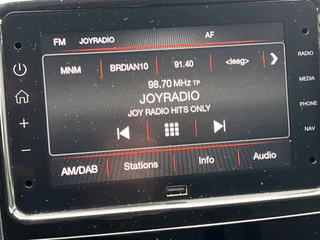 FM JOYRADIO AF
MNM BRDIAN10 91.40 <leeg>
98.70 MHz TP
JOYRADIO
JOY RADIO HITS ONLY
AM/DAB Stations Info Audio
RADIO
MEDIA
PHONE
NAV